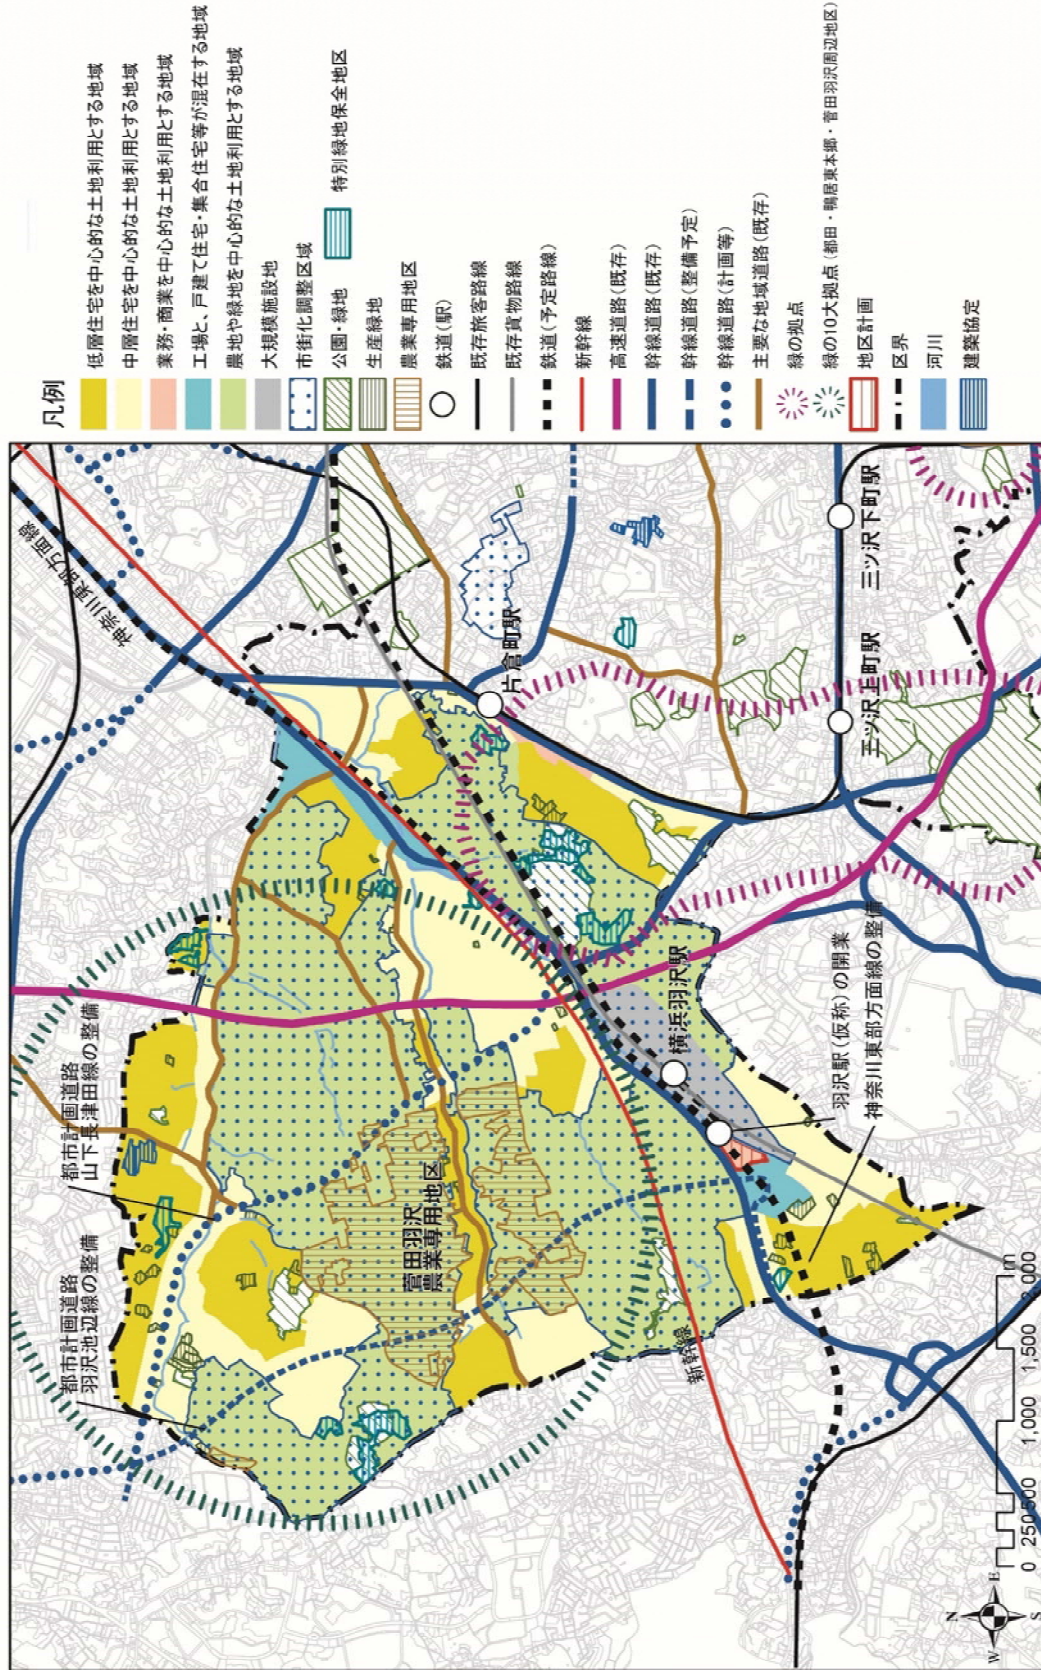 凡例
低層住宅を中心的な土地利用とする地域
中層住宅を中心的な土地利用とする地域
業務・商業を中心的な土地利用とする地域
工場と、戸建て住宅・集合住宅等が混在する地域
農地や緑地を中心的な土地利用とする地域
大規模施設地
市街化調整区域
公園・緑地
特別緑地保全地区
生産緑地
農業専用地区
鉄道(駅)
既存旅客路線
既存貨物路線
鉄道(予定路線)
新幹線
高速道路(既存)
幹線道路(既存)
幹線道路(整備予定)
幹線道路(計画等)
主要な地域道路(既存)
緑の拠点
緑の10大拠点(都田・鴨居東本郷・菅田羽沢周辺地区)
地区計画
区界
河川
建築協定
都市計画道路
羽沢池辺線の整備
都市計画道路
山下長津田線の整備
神奈川東部方面線
菅田羽沢
農業専用地区
片倉町駅
横浜羽沢駅
新幹線
羽沢駅(仮称)の開業
神奈川東部方面線の整備
三ツ沢上町駅
三ツ沢下町駅
N
W
E
S
0 250 500 1,000 1,500 2,000
m